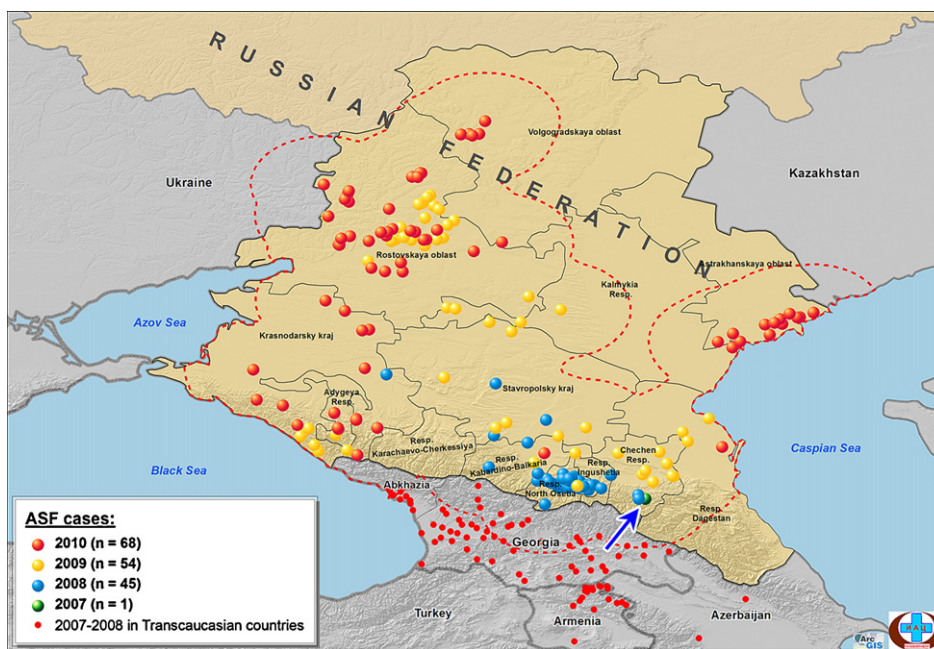 RUSSIAN FEDERATION
Volgogradskaya oblast
Ukraine
Kazakhstan
Astrakhanskaya oblast
Rostovskaya oblast
Kalmykia
Resp.
Azov Sea
Krasnodarsky kraj
Stavropolsky kraj
Adygeya
Resp.
Resp.
Karachaevo-Cherkessiya
Resp.
Kabardino-Balkaria
Resp.
Ingushetia
Chechen
Resp.
Caspian Sea
Black Sea
Abkhazia
Resp.
North Osetia
Resp.
Dagestan
Georgia
Turkey
Armenia
Azerbaijan
ASF cases:
2010 (n = 68)
2009 (n = 54)
2008 (n = 45)
2007 (n = 1)
2007-2008 in Transcaucasian countries
Arc
GIS
ИАЦ